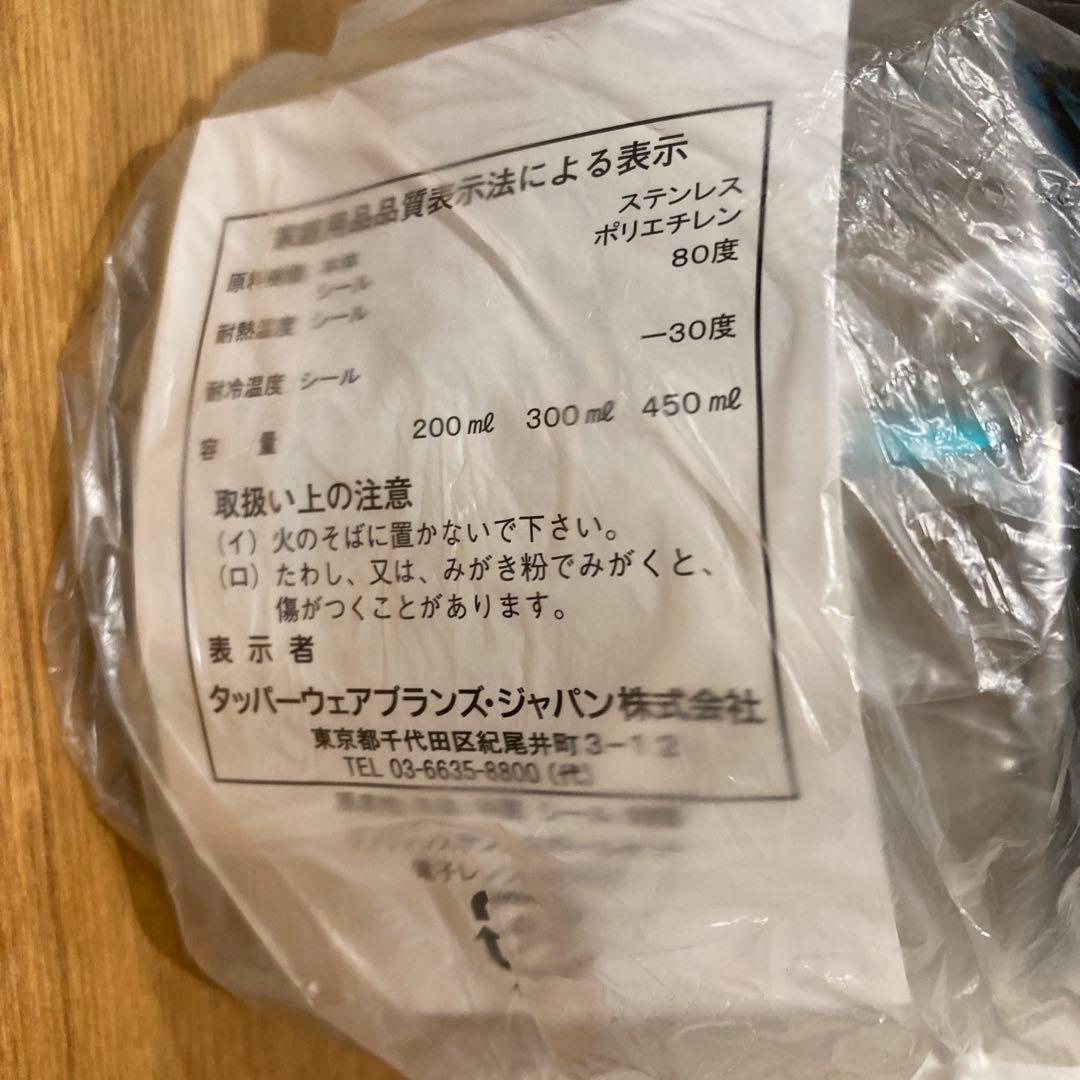 家庭用品品質表示法による表示
原料樹脂 本体 ステンレス
シール ポリエチレン
耐熱温度 シール 80度
耐冷温度 シール −30度
容量 200㎖ 300㎖ 450㎖
取扱い上の注意
(イ) 火のそばに置かないで下さい。
(ロ) たわし、又は、みがき粉でみがくと、
傷がつくことがあります。
表示者
タッパーウェアブランズ・ジャパン株式会社
東京都千代田区紀尾井町3−12
TEL 03-6635-8800 (代)
電子レン